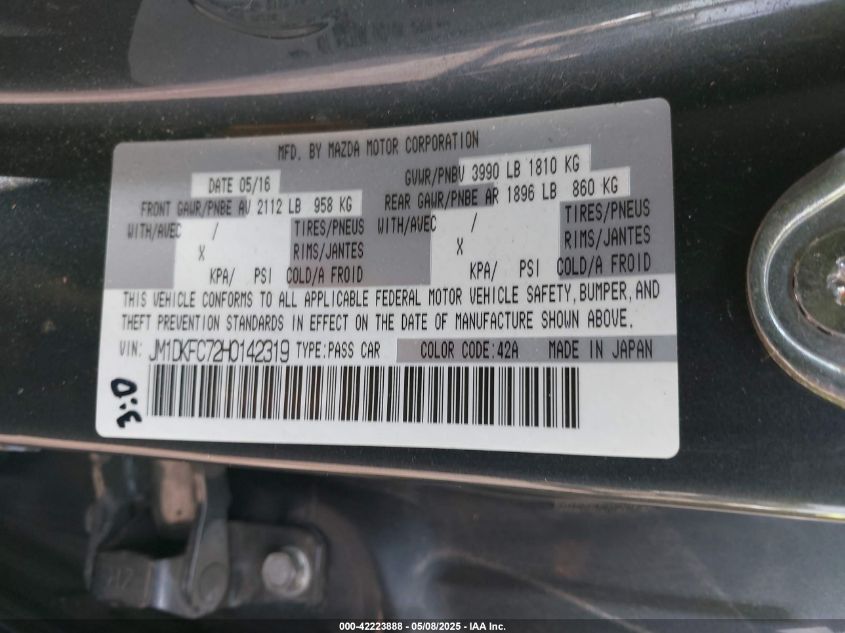 MFD. BY MAZDA MOTOR CORPORATION
DATE 05/16 GVWR/PNBV 3990 LB 1810 KG
FRONT GAWR/PNBE AV 2112 LB 958 KG REAR GAWR/PNBE AR 1896 LB 860 KG
WITH/AVEC / TIRES/PNEUS WITH/AVEC / TIRES/PNEUS
X RIMS/JANTES X RIMS/JANTES
KPA/ PSI COLD/A FROID KPA/ PSI COLD/A FROID
THIS VEHICLE CONFORMS TO ALL APPLICABLE FEDERAL MOTOR VEHICLE SAFETY, BUMPER, AND
THEFT PREVENTION STANDARDS IN EFFECT ON THE DATE OF MANUFACTURE SHOWN ABOVE.
VIN: JM1DKFC72H0142319 TYPE: PASS CAR COLOR CODE: 42A MADE IN JAPAN
000-42223888 - 05/08/2025 - IAA Inc.